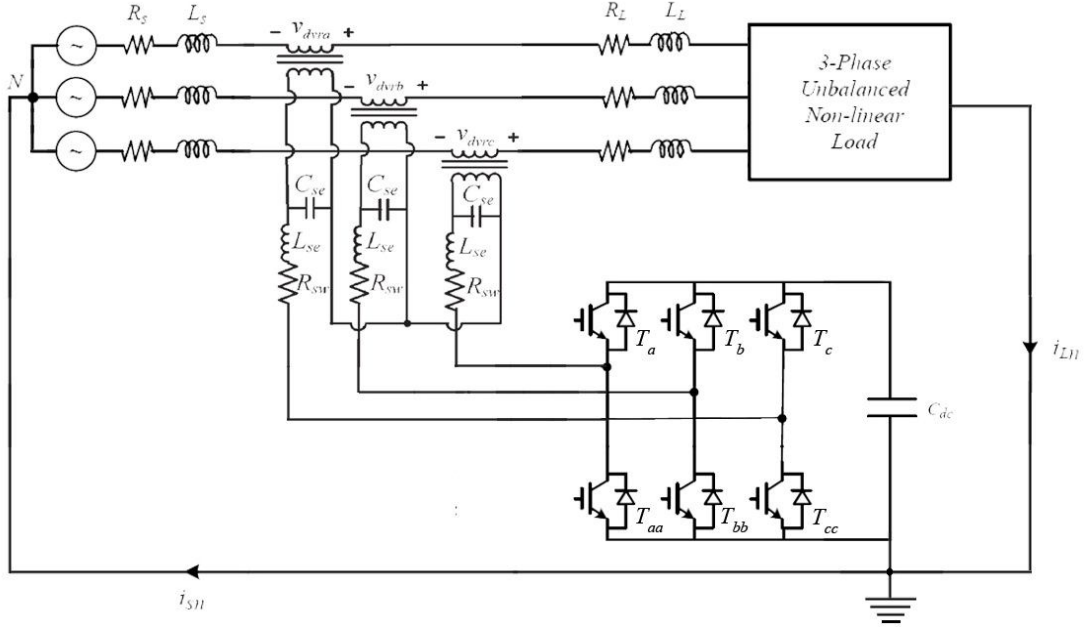 R_s L_s
R_L L_L
- v_dvra +
~
N
~
- v_dvrb +
~
- v_dvrc +
3-Phase
Unbalanced
Non-linear
Load
C_se C_se C_se
L_se L_se L_se
R_sw R_sw R_sw
T_a T_b T_c
i_Ln
C_dc
T_aa T_bb T_cc
i_sn